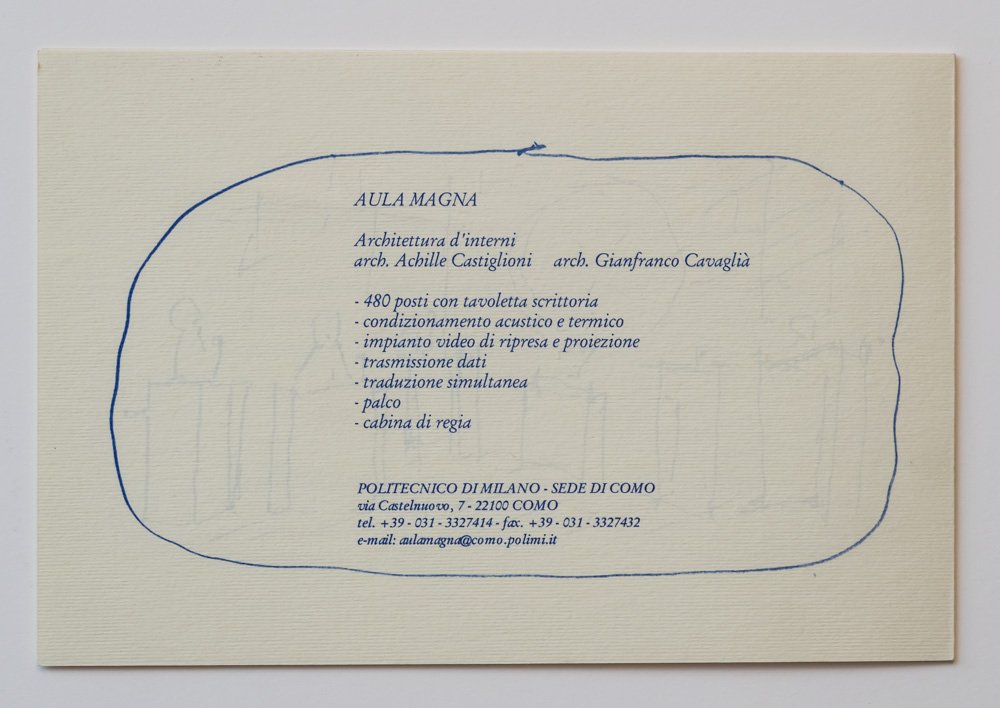 AULA MAGNA
Architettura d'interni
arch. Achille Castiglioni arch. Gianfranco Cavaglià
- 480 posti con tavoletta scrittoria
- condizionamento acustico e termico
- impianto video di ripresa e proiezione
- trasmissione dati
- traduzione simultanea
- palco
- cabina di regia
POLITECNICO DI MILANO - SEDE DI COMO
via Castelnuovo, 7 - 22100 COMO
tel. +39 - 031 - 3327414 - fax. +39 - 031 - 3327432
e-mail: aulamagna@como.polimi.it